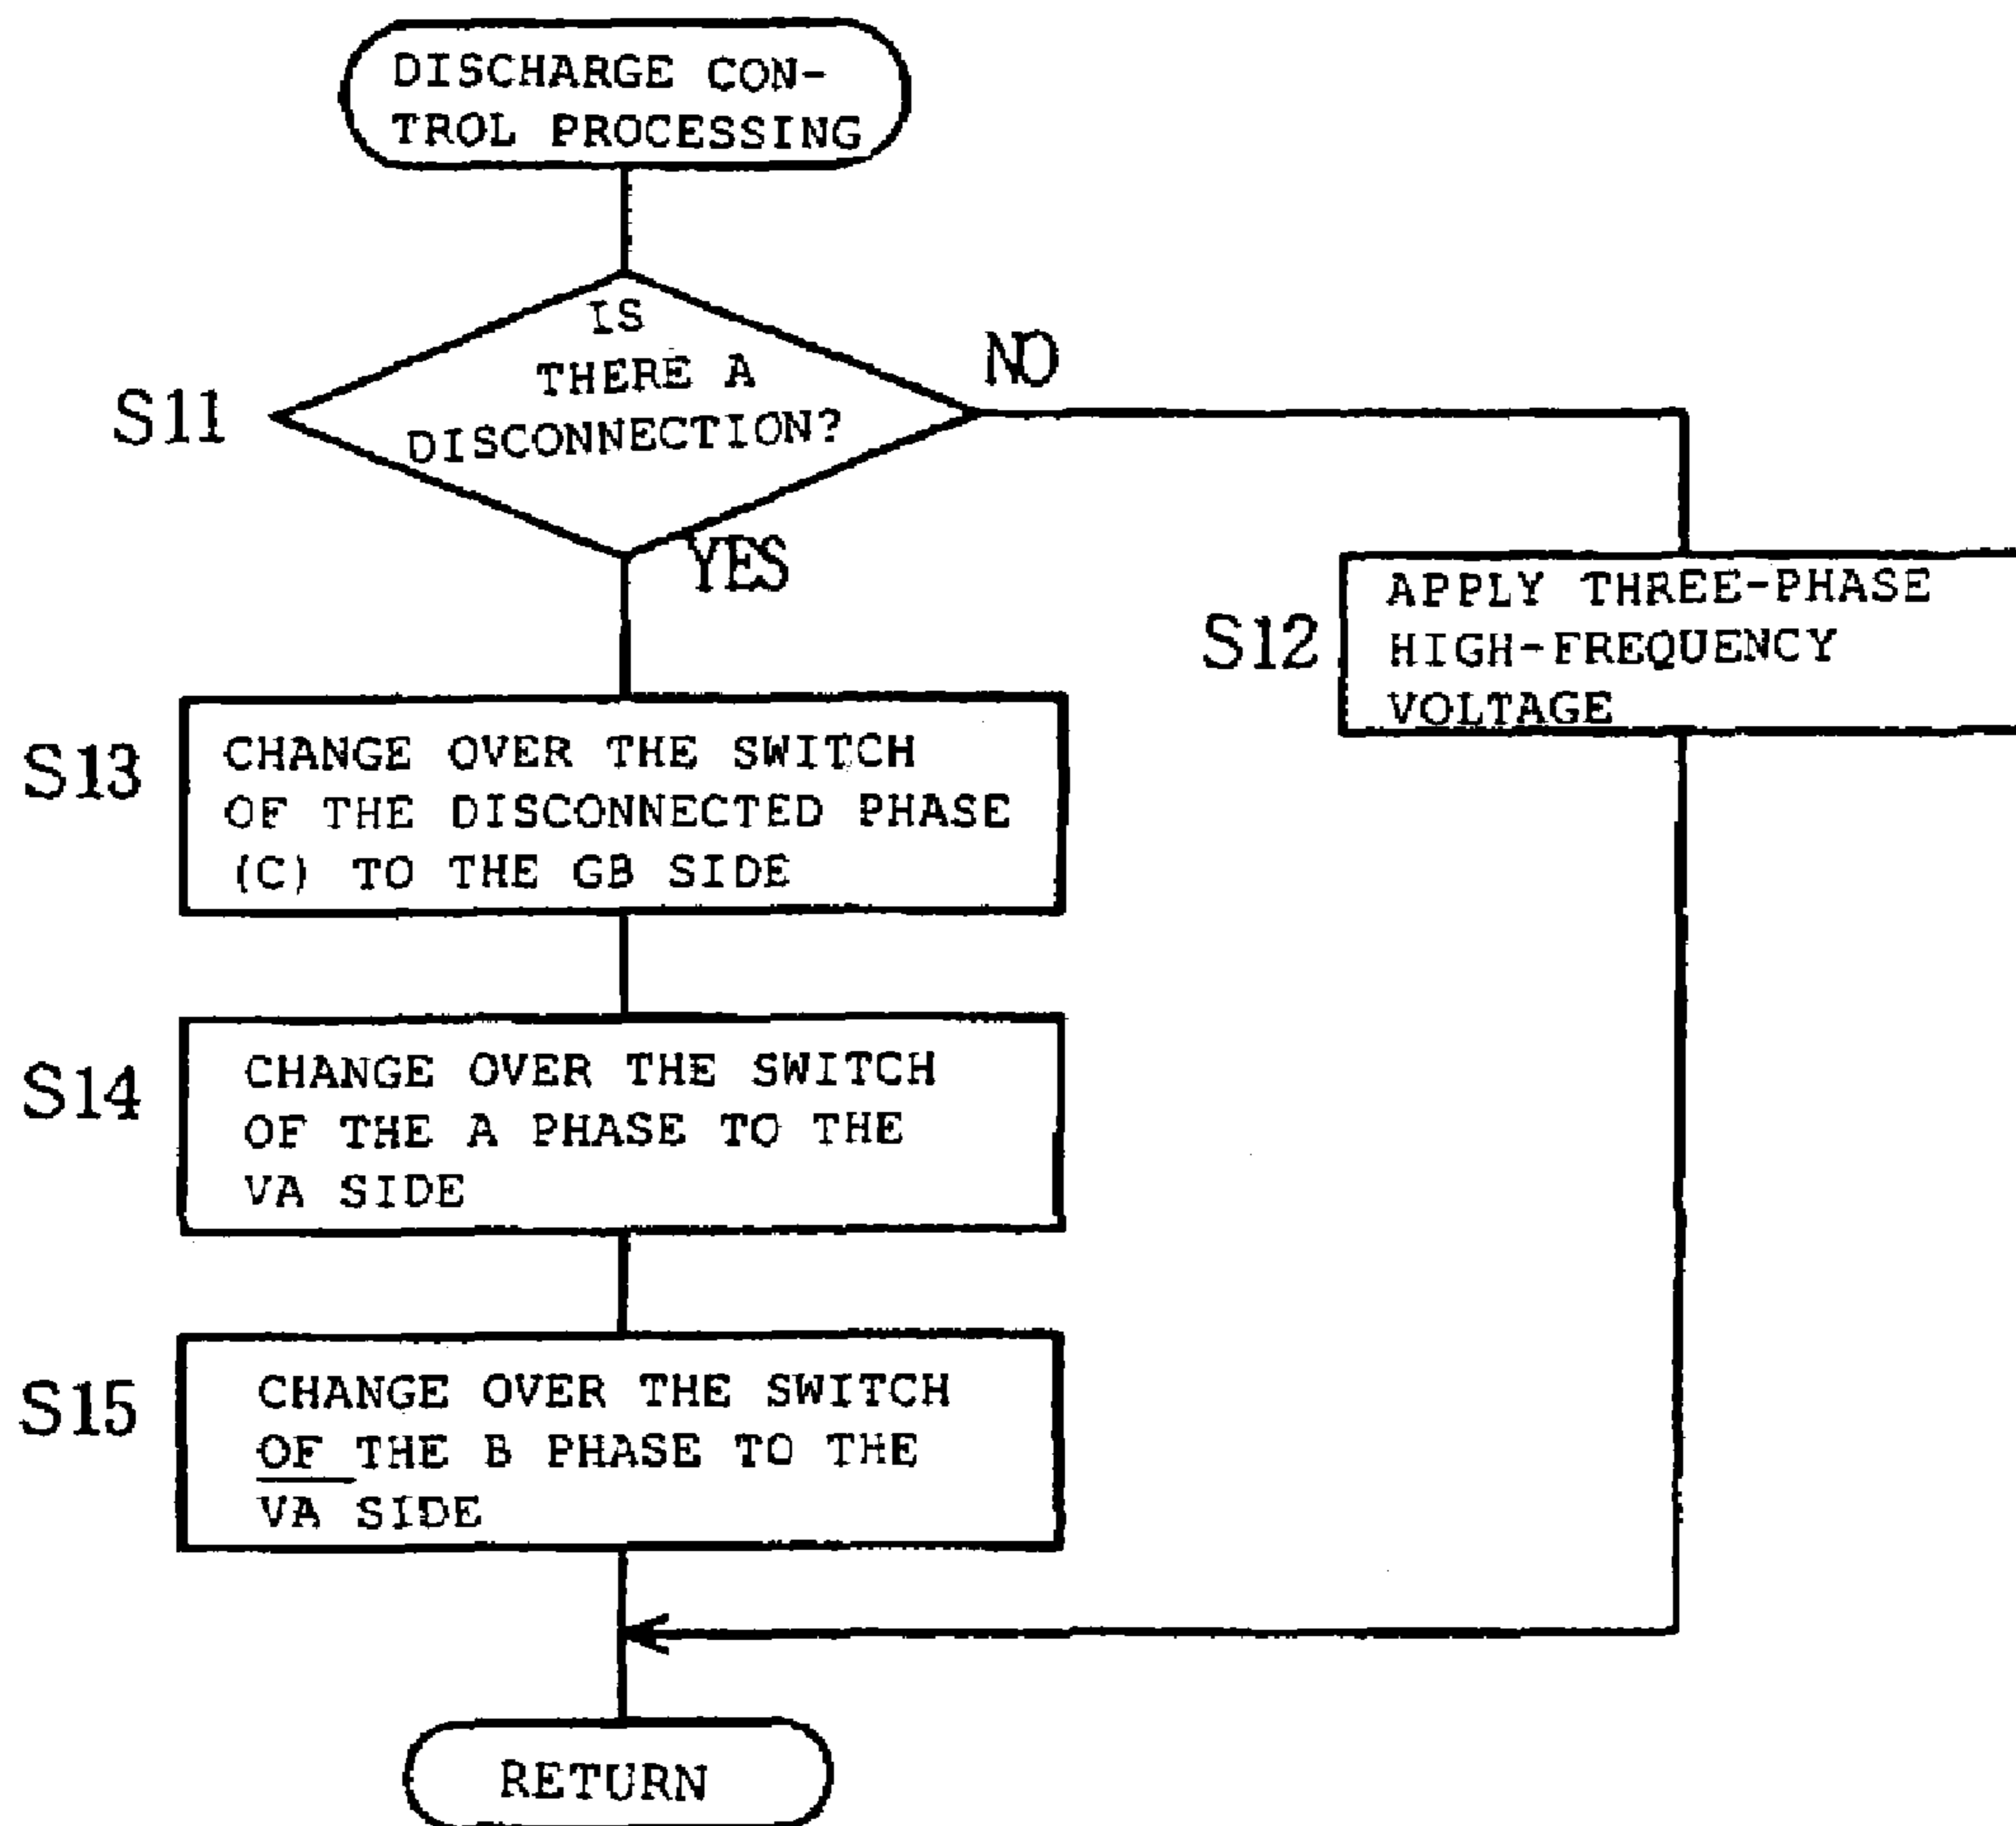 DISCHARGE CON-
TROL PROCESSING
S11
IS
THERE A
DISCONNECTION?
NO
YES
S12
APPLY THREE-PHASE
HIGH-FREQUENCY
VOLTAGE
S13
CHANGE OVER THE SWITCH
OF THE DISCONNECTED PHASE
(C) TO THE GB SIDE
S14
CHANGE OVER THE SWITCH
OF THE A PHASE TO THE
VA SIDE
S15
CHANGE OVER THE SWITCH
OF THE B PHASE TO THE
VA SIDE
RETURN